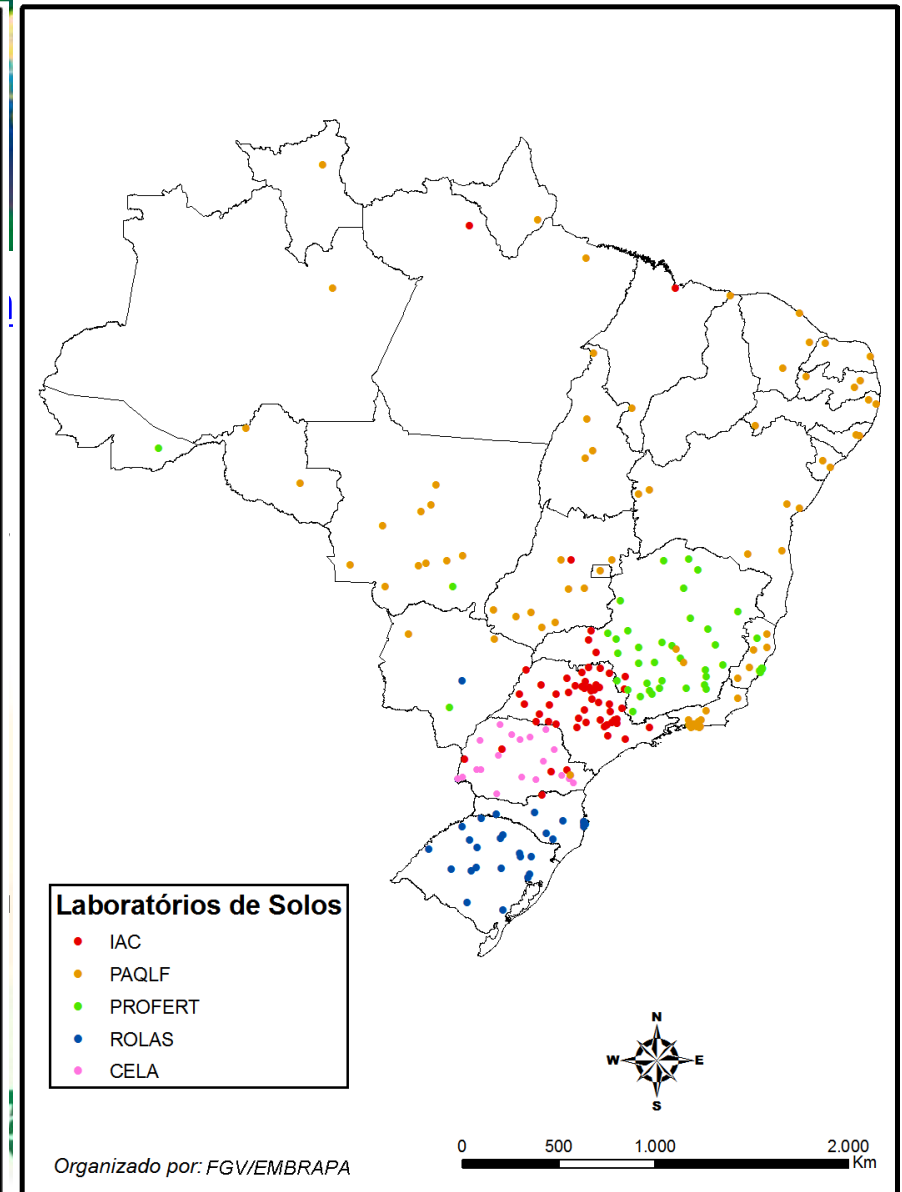 Laboratórios de Solos
IAC
PAQLF
PROFERT
ROLAS
CELA
N
W E
S
0 500 1.000 2.000
Km
Organizado por: FGV/EMBRAPA